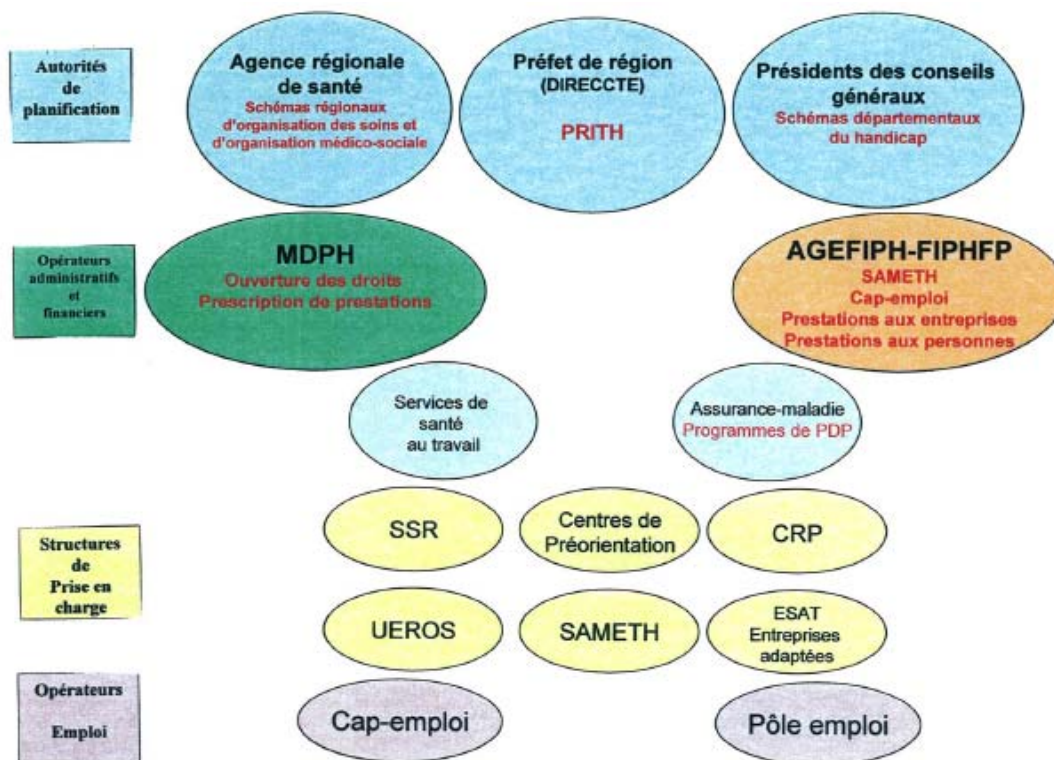 Autorités
de
planification
Agence régionale
de santé
Schémas régionaux
d'organisation des soins et
d'organisation médico-sociale
Préfet de région
(DIRECCTE)
PRITH
Présidents des conseils
généraux
Schémas départementaux
du handicap
Opérateurs
administratifs
et
financiers
MDPH
Ouverture des droits
Prescription de prestations
AGEFIPH-FIPHFP
SAMETH
Cap-emploi
Prestations aux entreprises
Prestations aux personnes
Services de
santé
au travail
Assurance-maladie
Programmes de PDP
Structures
de
Prise en
charge
SSR
Centres de
Préorientation
CRP
UEROS
SAMETH
ESAT
Entreprises
adaptées
Opérateurs
Emploi
Cap-emploi
Pôle emploi